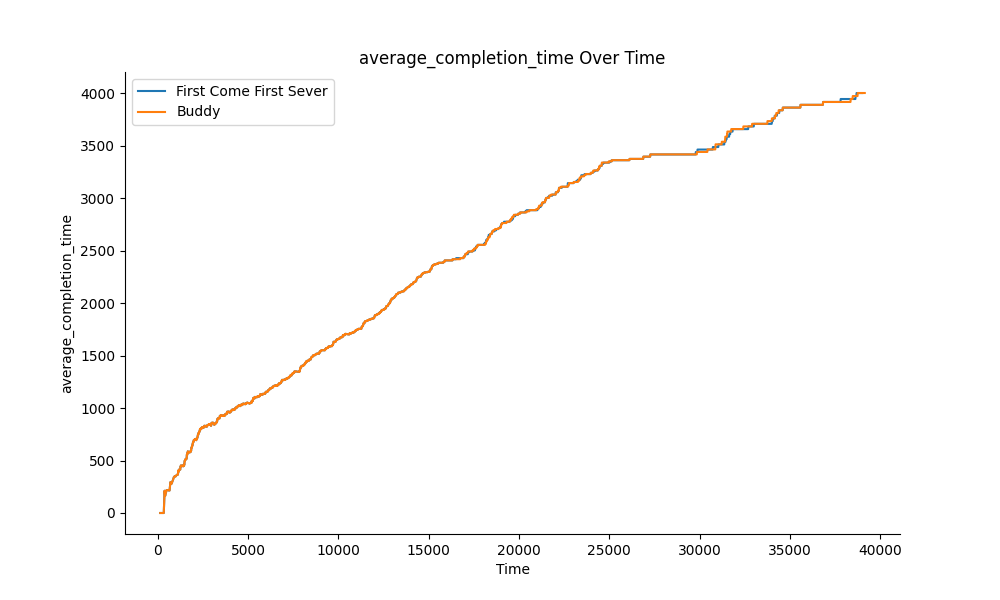 average_completion_time Over Time
First Come First Sever
Buddy
average_completion_time
4000
3500
3000
2500
2000
1500
1000
500
0
0 5000 10000 15000 20000 25000 30000 35000 40000
Time